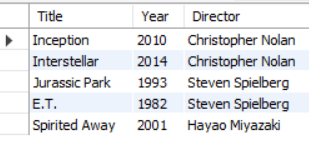 Title Year Director
Inception 2010 Christopher Nolan
Interstellar 2014 Christopher Nolan
Jurassic Park 1993 Steven Spielberg
E.T. 1982 Steven Spielberg
Spirited Away 2001 Hayao Miyazaki